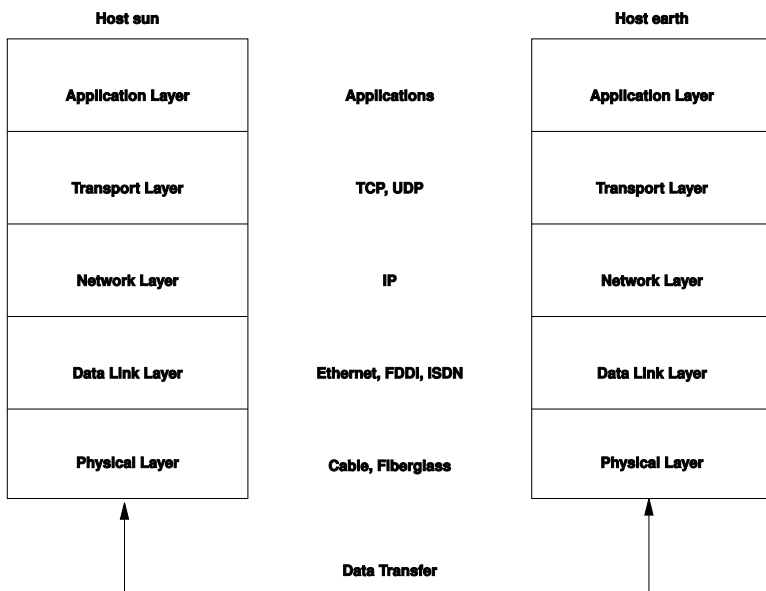 Host sun
Host earth
Application Layer
Applications
Application Layer
Transport Layer
TCP, UDP
Transport Layer
Network Layer
IP
Network Layer
Data Link Layer
Ethernet, FDDI, ISDN
Data Link Layer
Physical Layer
Cable, Fiberglass
Physical Layer
Data Transfer